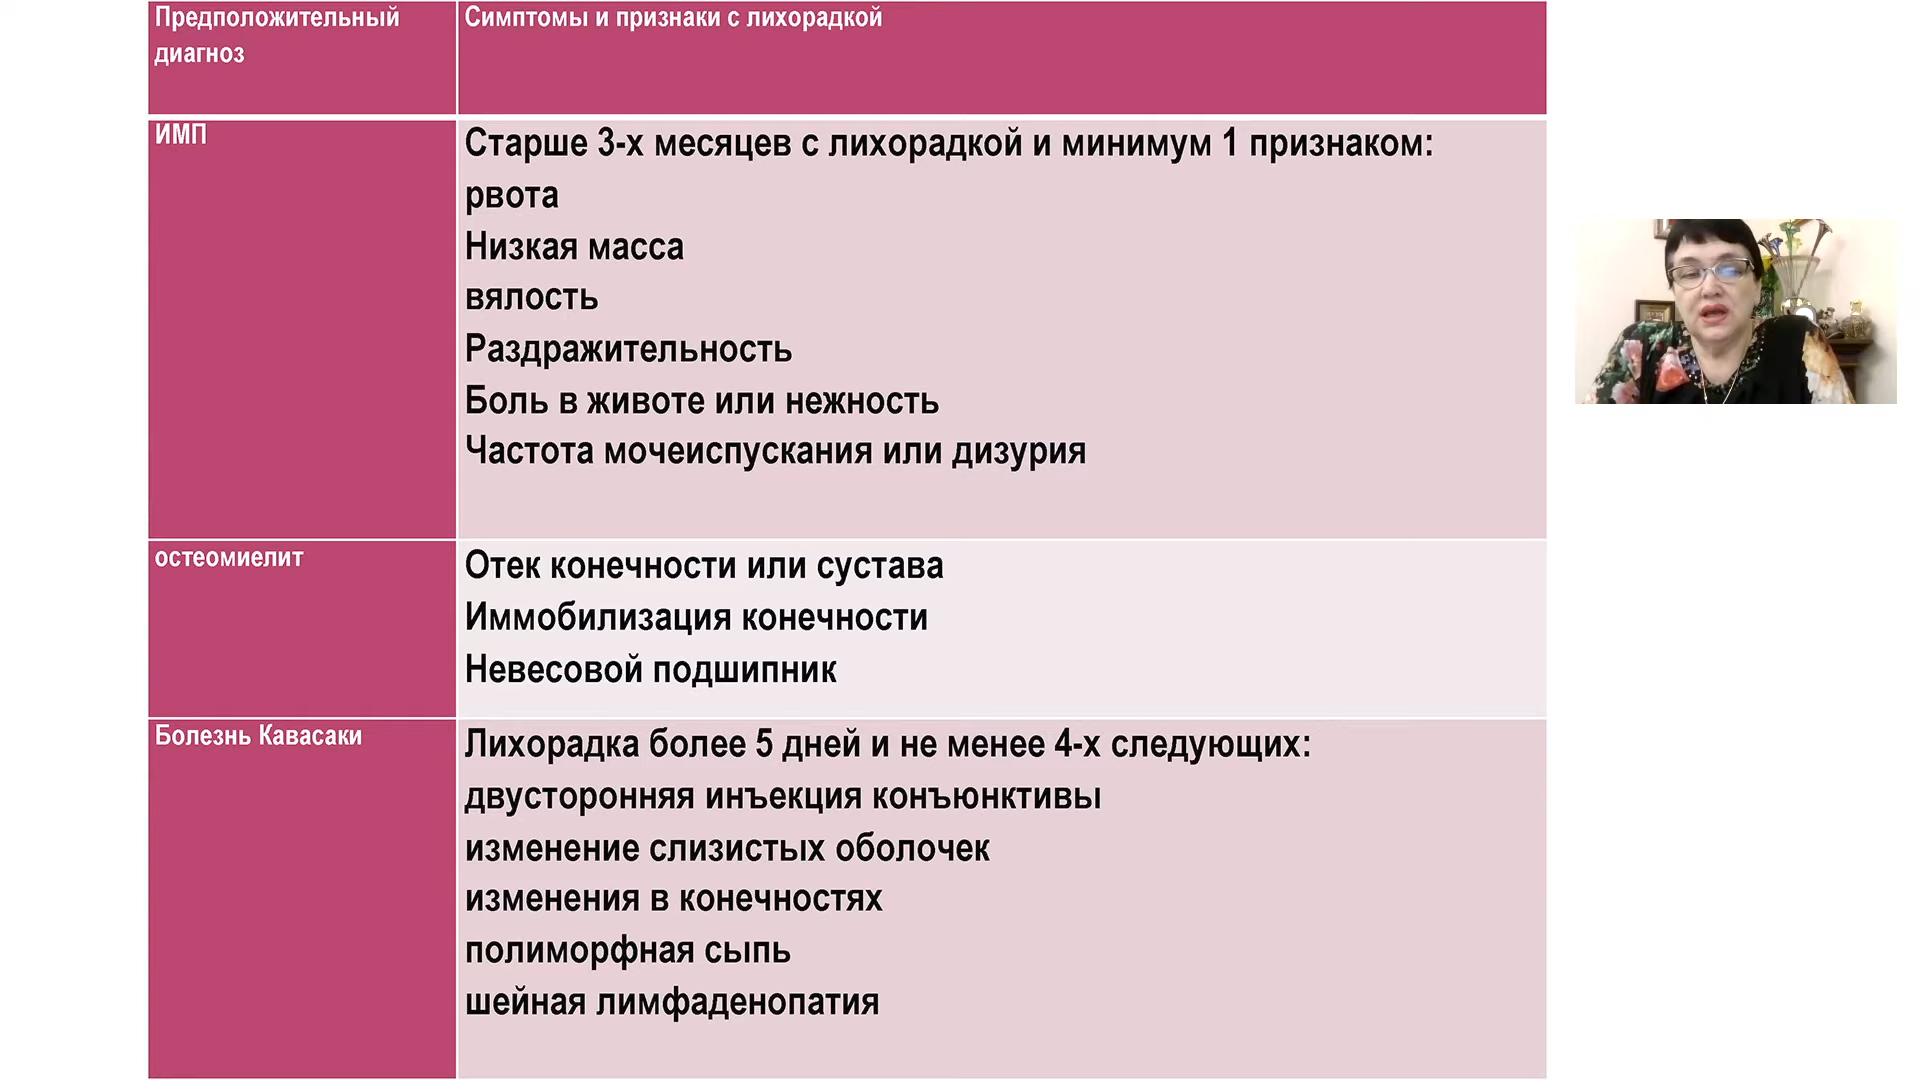 Предположительный
диагноз
Симптомы и признаки с лихорадкой
ИМП
Старше 3-х месяцев с лихорадкой и минимум 1 признаком:
рвота
Низкая масса
вялость
Раздражительность
Боль в животе или нежность
Частота мочеиспускания или дизурия
остеомиелит
Отек конечности или сустава
Иммобилизация конечности
Невесовой подшипник
Болезнь Кавасаки
Лихорадка более 5 дней и не менее 4-х следующих:
двусторонняя инъекция конъюнктивы
изменение слизистых оболочек
изменения в конечностях
полиморфная сыпь
шейная лимфаденопатия